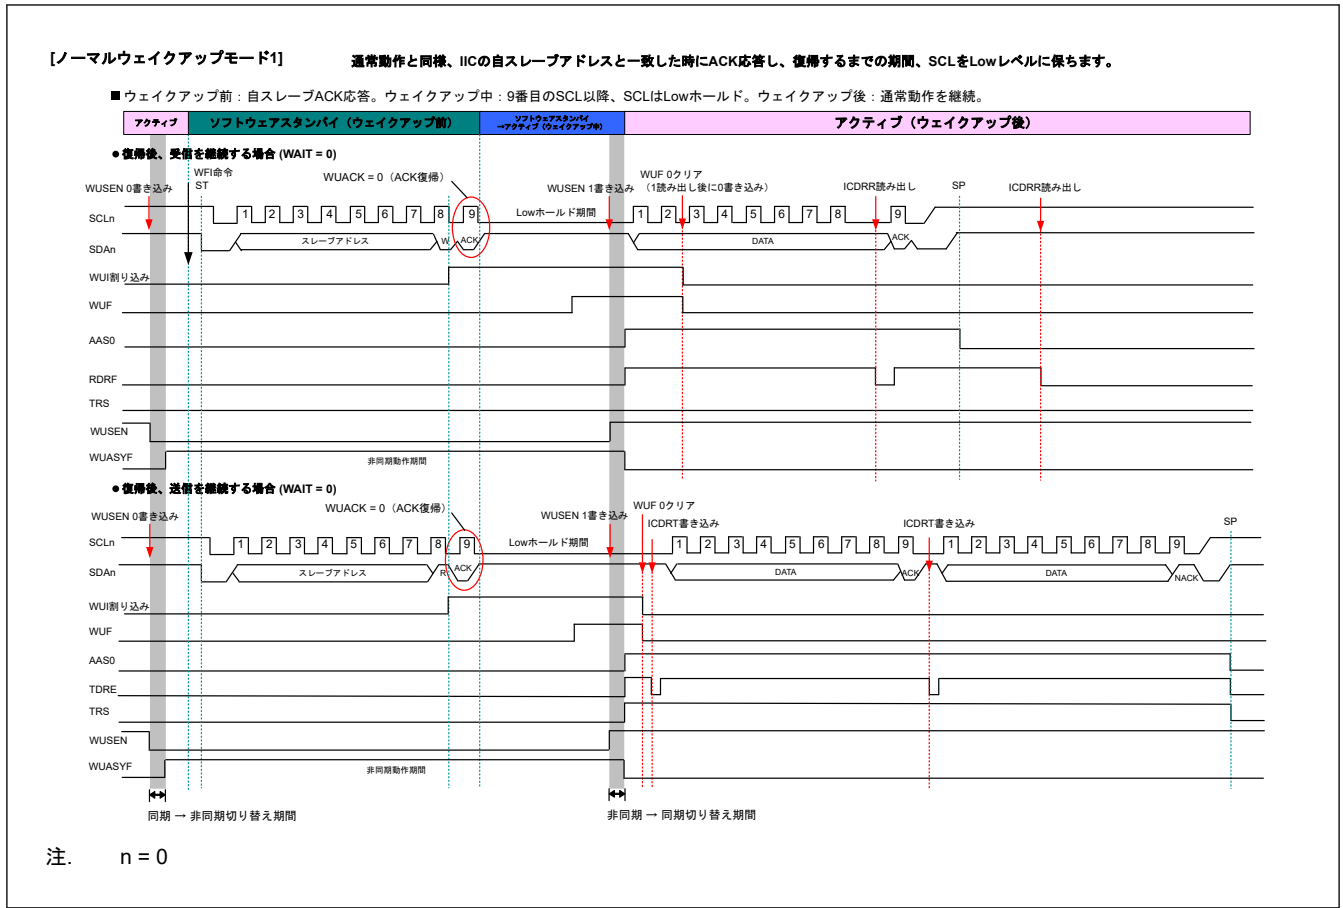 [ノーマルウェイクアップモード1] 通常動作と同様、IICの自スレーブアドレスと一致した時にACK応答し、復帰するまでの期間、SCLをLowレベルに保ちます。
■ ウェイクアップ前：自スレーブACK応答。ウェイクアップ中：9番目のSCL以降、SCLはLowホールド。ウェイクアップ後：通常動作を継続。
アクティブ ソフトウェアスタンバイ（ウェイクアップ前） ソフトウェアスタンバイ
→アクティブ（ウェイクアップ中） アクティブ（ウェイクアップ後）
● 復帰後、受信を継続する場合 (WAIT = 0)
WUSEN 0書き込み WFI命令
ST WUACK = 0（ACK復帰） WUSEN 1書き込み WUF 0クリア
（1読み出し後に0書き込み） ICDRR読み出し SP ICDRR読み出し
SCLn 1 2 3 4 5 6 7 8 9 Lowホールド期間 1 2 3 4 5 6 7 8 9
SDAn スレーブアドレス W ACK DATA ACK
WUI割り込み
WUF
AAS0
RDRF
TRS
WUSEN
WUASYF 非同期動作期間
● 復帰後、送信を継続する場合 (WAIT = 0)
WUSEN 0書き込み WUACK = 0（ACK復帰） WUSEN 1書き込み WUF 0クリア
ICDRT書き込み ICDRT書き込み SP
SCLn 1 2 3 4 5 6 7 8 9 Lowホールド期間 1 2 3 4 5 6 7 8 9 1 2 3 4 5 6 7 8 9
SDAn スレーブアドレス R ACK DATA ACK DATA NACK
WUI割り込み
WUF
AAS0
TDRE
TRS
WUSEN
WUASYF 非同期動作期間
同期 → 非同期切り替え期間 非同期 → 同期切り替え期間
注. n = 0